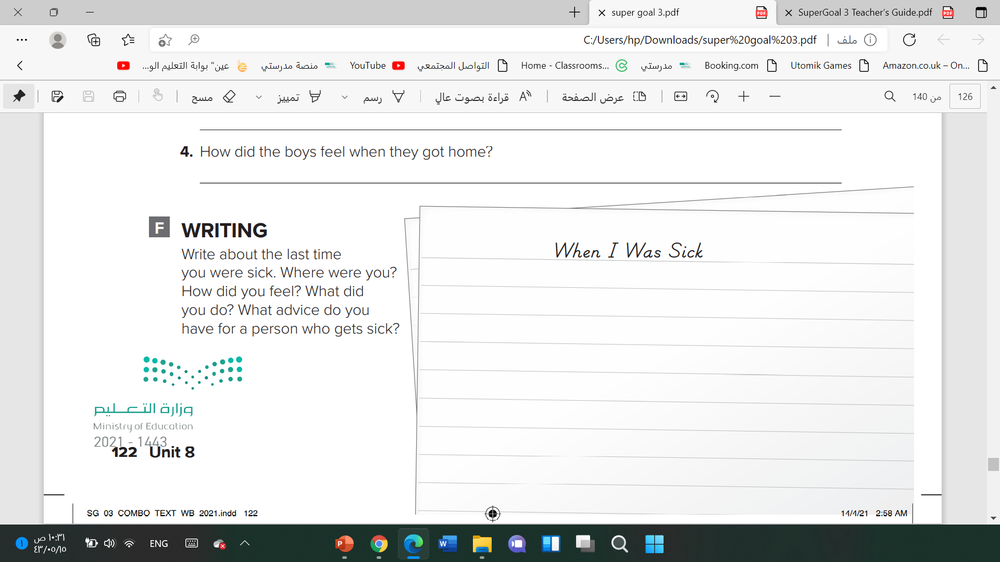 super goal 3.pdf
SuperGoal 3 Teacher's Guide.pdf
C:/Users/hp/Downloads/super%20goal%203.pdf
ملف
عين" بوابة التعليم الو...
منصة مدرستي
YouTube
التواصل المجتمعي
Home - Classrooms...
مدرستي
Booking.com
Utomik Games
Amazon.co.uk – On...
مسح
تمييز
رسم
قراءة بصوت عالٍ
عرض الصفحة
140 من
126
4. How did the boys feel when they got home?
F WRITING
Write about the last time
you were sick. Where were you?
How did you feel? What did
you do? What advice do you
have for a person who gets sick?
When I Was Sick
وزارة التعليم
Ministry of Education
2021 - 1443
122 Unit 8
SG 03 COMBO TEXT WB 2021.indd 122
14/4/21 2:58 AM
١٠:٣١ ص
٤٣/٠٥/١٥
ENG